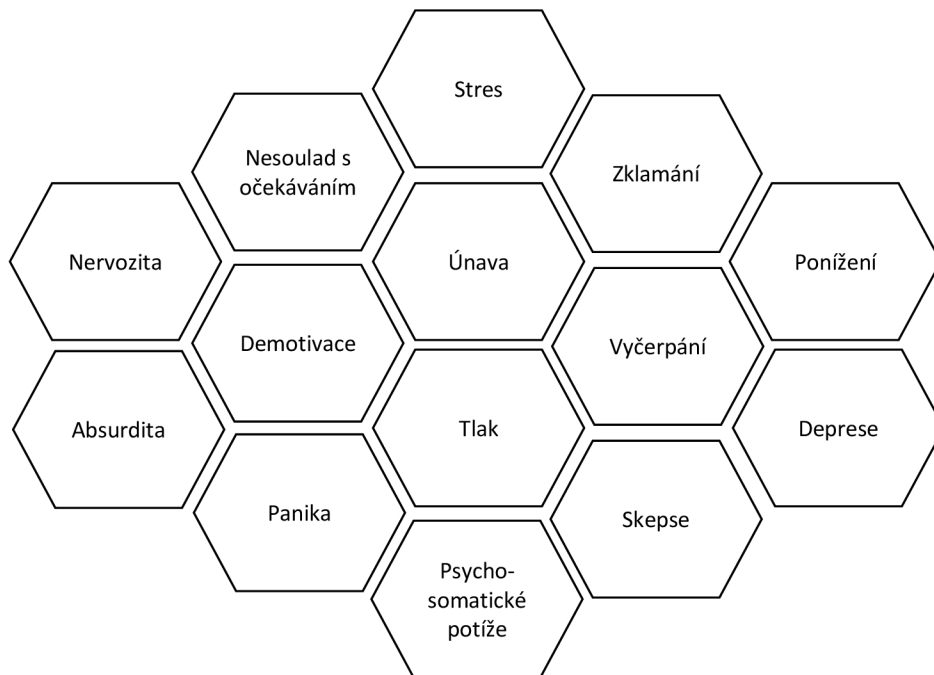 Stres
Nesoulad s
očekáváním
Zklamání
Nervozita
Únava
Ponížení
Demotivace
Vyčerpání
Absurdita
Tlak
Deprese
Panika
Skepse
Psycho-
somatické
potíže